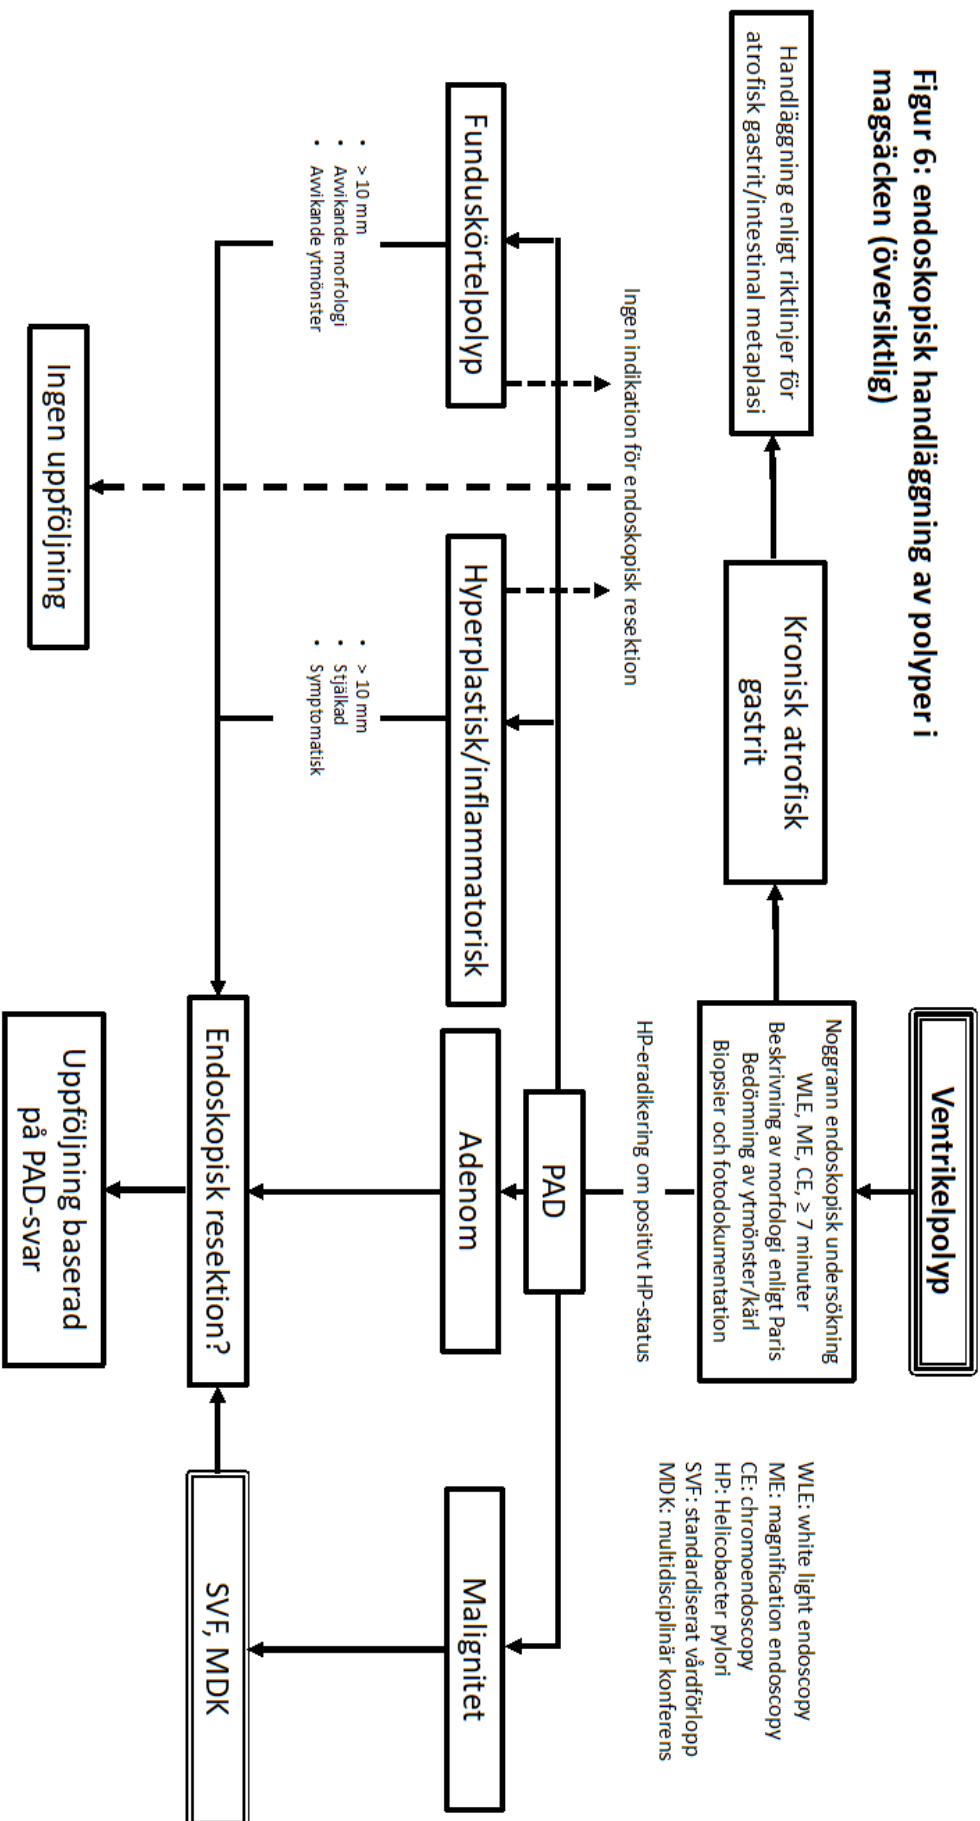 Figur 6: endoskopisk handläggning av polyper i
magsäcken (översiktlig)
Ventrikelpolyp
Noggrann endoskopisk undersökning
WLE, ME, CE, ≥ 7 minuter
Beskrivning av morfologi enligt Paris
Bedömning av ytmönster/kärl
Biopsier och fotodokumentation
WLE: white light endoscopy
ME: magnification endoscopy
CE: chromoendoscopy
HP: Helicobacter pylori
SVF: standardiserat vårdförlopp
MDK: multidisciplinär konferens
Kronisk atrofisk
gastrit
Handläggning enligt riktlinjer för
atrofisk gastrit/intestinal metaplasi
HP-eradikering om positivt HP-status
Ingen indikation för endoskopisk resektion
PAD
Funduskörtelpolyp
Hyperplastisk/inflammatorisk
Adenom
Malignitet
• > 10 mm
• Avvikande morfologi
• Avvikande ytmönster
• > 10 mm
• Stjälkad
• Symptomatisk
Endoskopisk resektion?
SVF, MDK
Ingen uppföljning
Uppföljning baserad
på PAD-svar